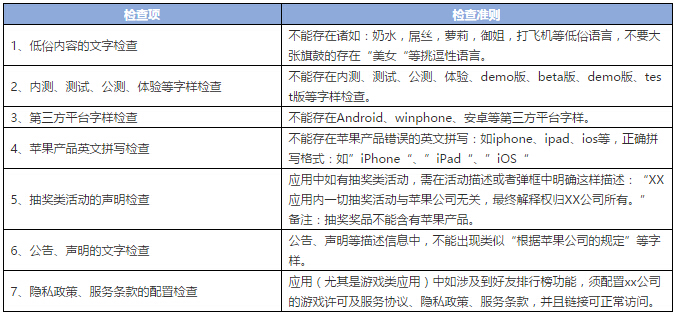 检查项
检查准则
1、低俗内容的文字检查
不能存在诸如：奶水，屌丝，萝莉，御姐，打飞机等低俗语言，不要大
张旗鼓的存在“美女“等挑逗性语言。
2、内测、测试、公测、体验等字样检查
不能存在内测、测试、公测、体验、demo版、beta版、demo版、tes
t版等字样检查。
3、第三方平台字样检查
不能存在Android、winphone、安卓等第三方平台字样。
4、苹果产品英文拼写检查
不能存在苹果产品错误的英文拼写：如iphone、ipad、ios等，正确拼
写格式：如”iPhone“、”iPad“、”iOS“
5、抽奖类活动的声明检查
应用中如有抽奖类活动，需在活动描述或者弹框中明确这样描述：“XX
应用内一切抽奖活动与苹果公司无关，最终解释权归XX公司所有。“
备注：抽奖奖品不能含有苹果产品。
6、公告、声明的文字检查
公告、声明等描述信息中，不能出现类似“根据苹果公司的规定”等字
样。
7、隐私政策、服务条款的配置检查
应用（尤其是游戏类应用）中如涉及到好友排行榜功能，须配置xx公司
的游戏许可及服务协议、隐私政策、服务条款，并且链接可正常访问。